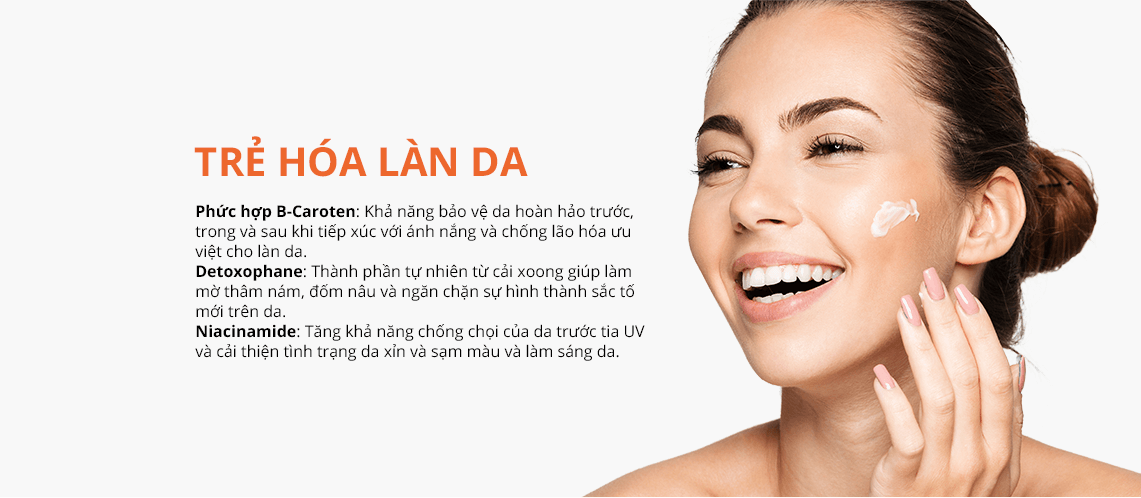 TRẺ HÓA LÀN DA
Phức hợp B-Caroten: Khả năng bảo vệ da hoàn hảo trước,
trong và sau khi tiếp xúc với ánh nắng và chống lão hóa ưu
việt cho làn da.
Detoxophane: Thành phần tự nhiên từ cải xoong giúp làm
mờ thâm nám, đốm nâu và ngăn chặn sự hình thành sắc tố
mới trên da.
Niacinamide: Tăng khả năng chống chọi của da trước tia UV
và cải thiện tình trạng da xỉn và sạm màu và làm sáng da.